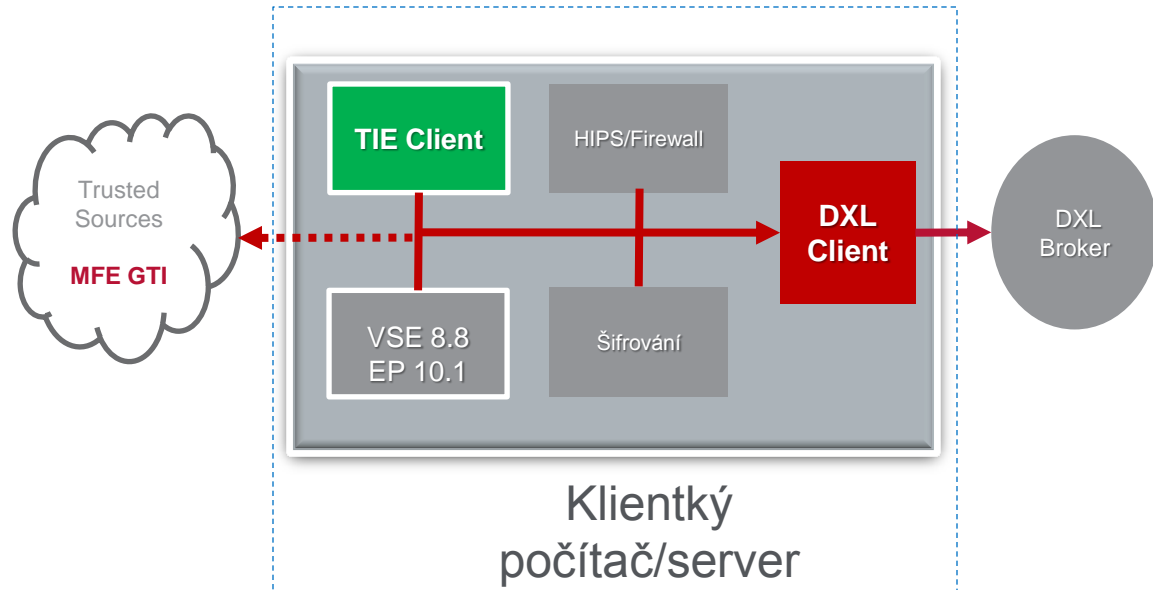 Trusted
Sources
MFE GTI
TIE Client
HIPS/Firewall
VSE 8.8
EP 10.1
Šifrování
DXL
Client
DXL
Broker
Klientký
počítač/server